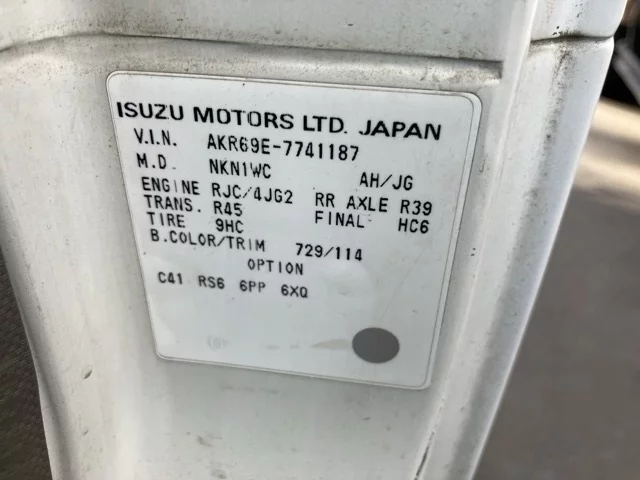 ISUZU MOTORS LTD. JAPAN
V.I.N. AKR69E-7741187
M.D. NKN1WC AH/JG
ENGINE RJC/4JG2 RR AXLE R39
TRANS. R45 FINAL HC6
TIRE 9HC
B.COLOR/TRIM 729/114
OPTION
C41 RS6 6PP 6XQ